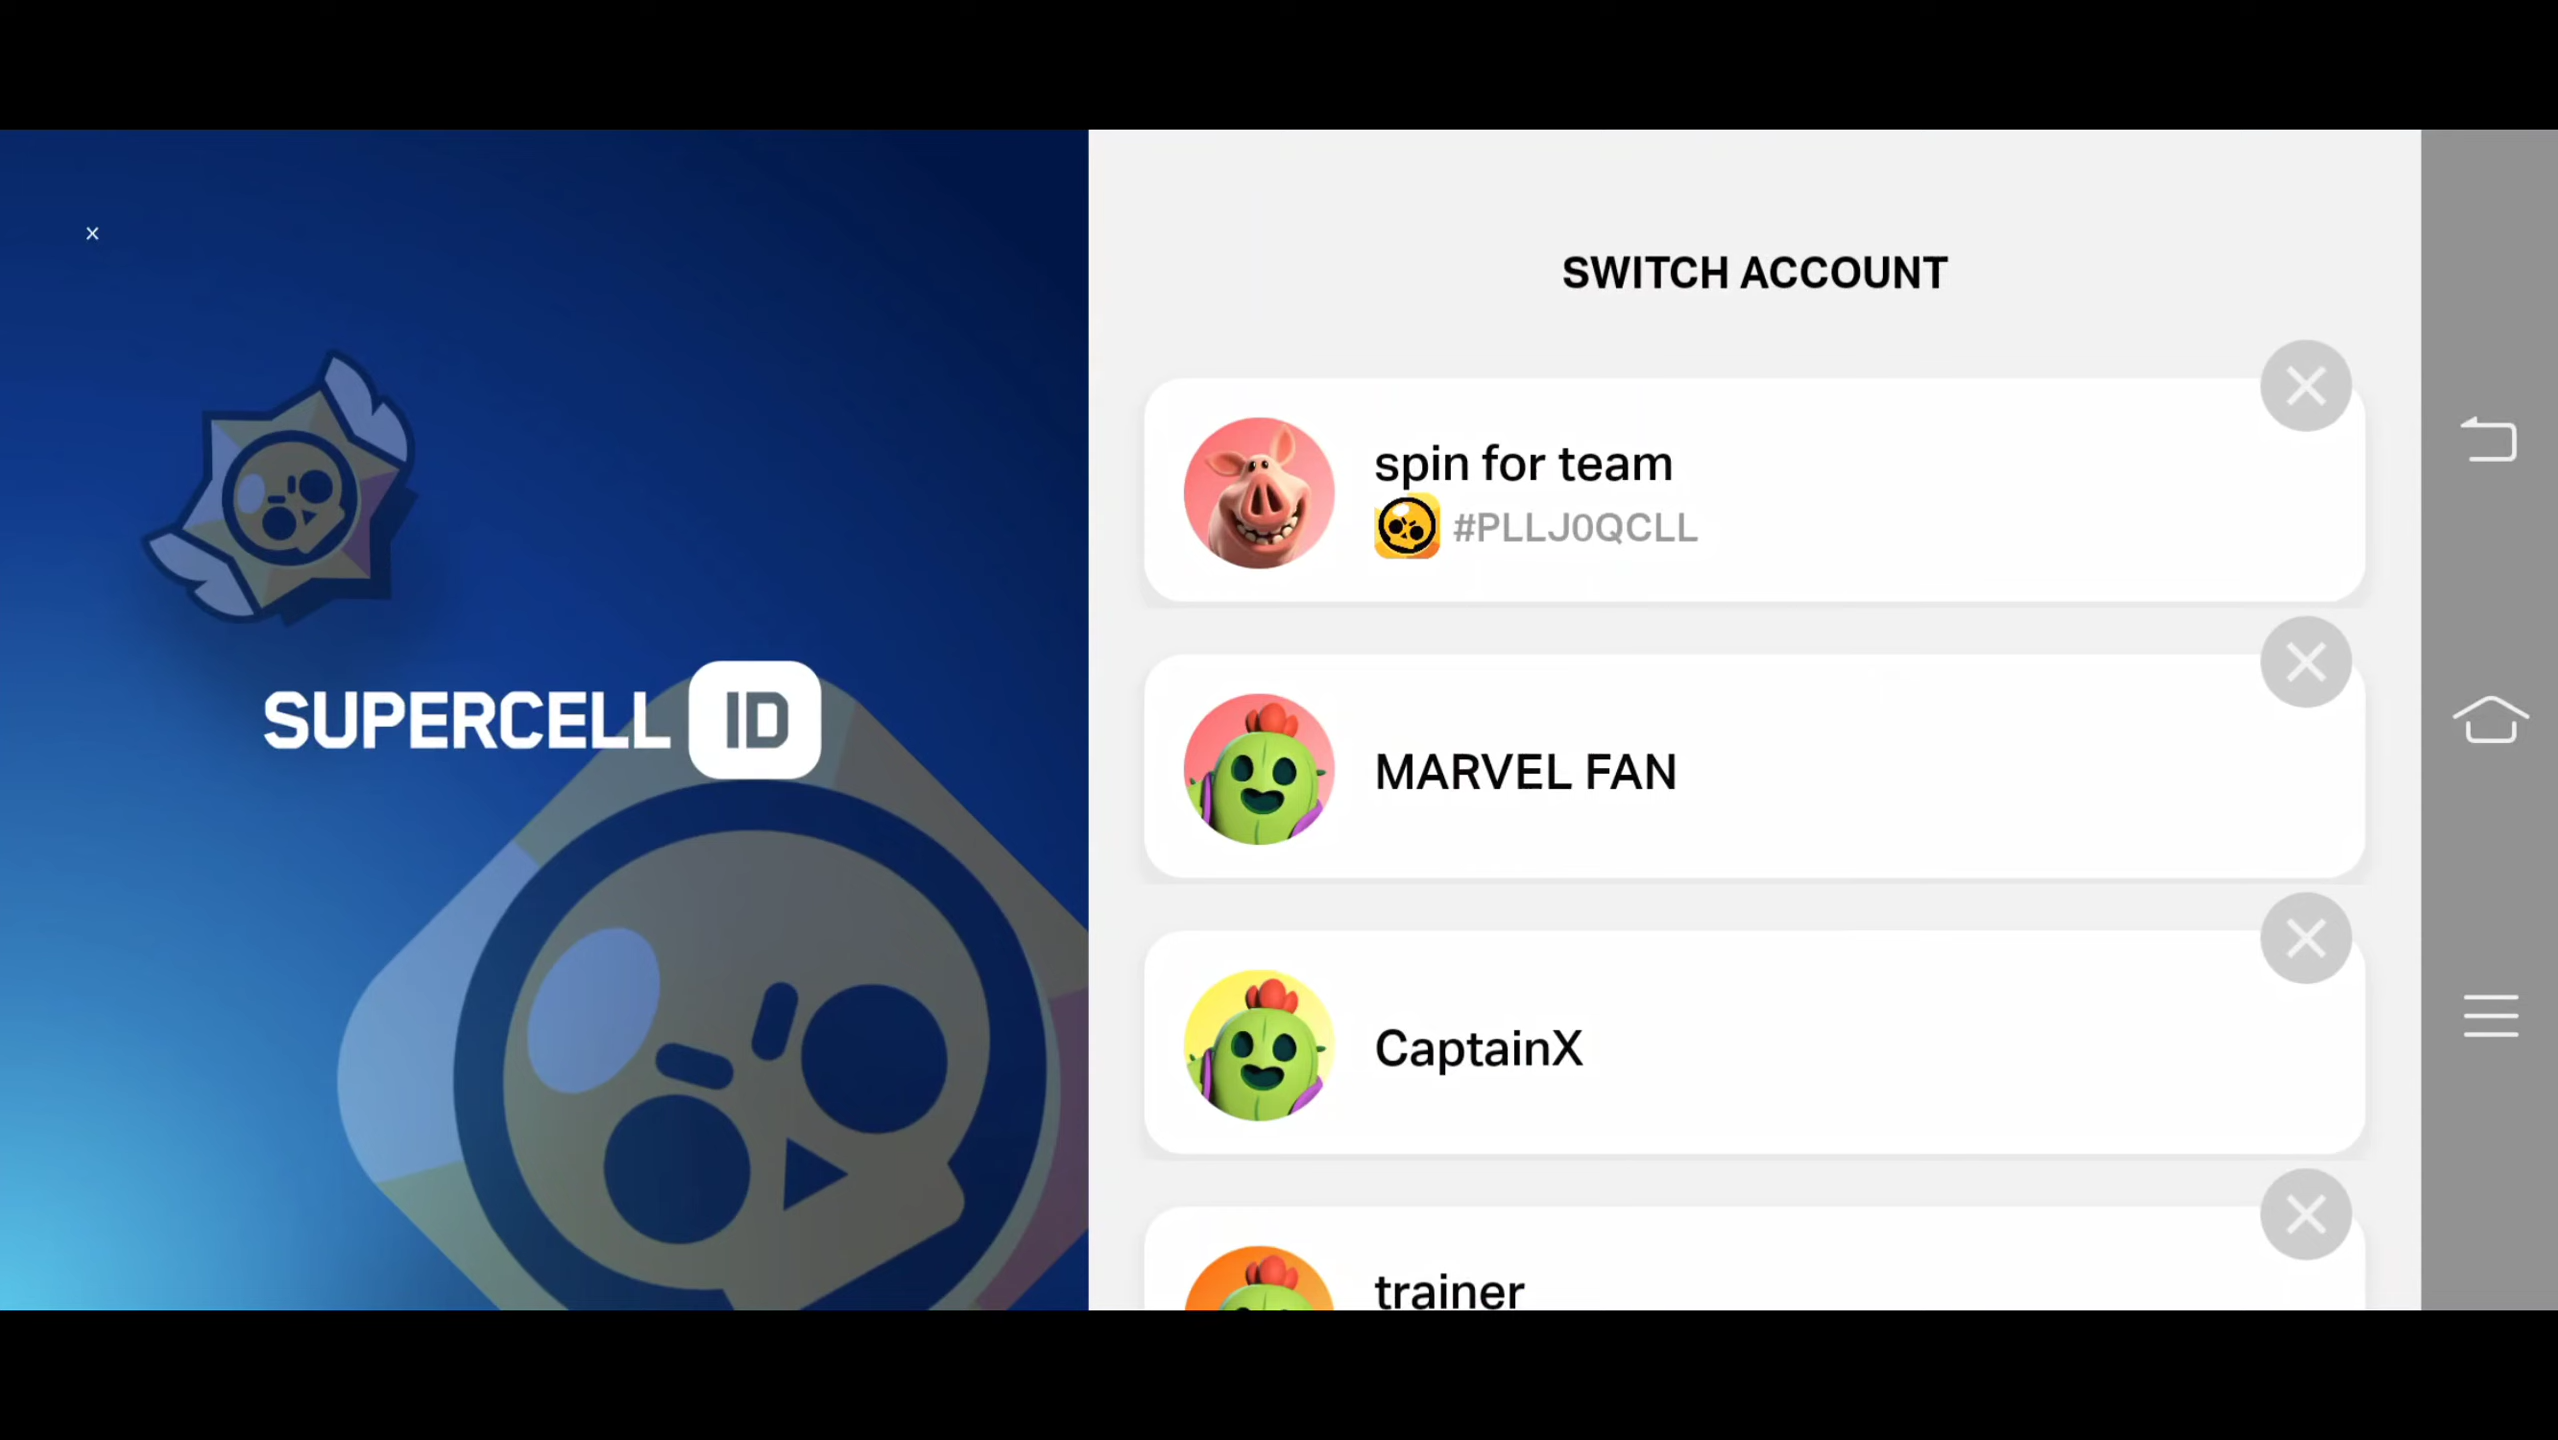 SUPERCELL ID
SWITCH ACCOUNT
spin for team
#PLLJ0QCLL
MARVEL FAN
CaptainX
trainer